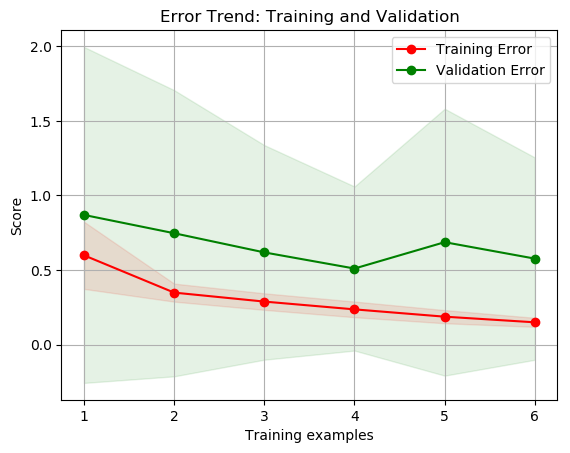 Error Trend: Training and Validation
Training Error
Validation Error
Score
2.0
1.5
1.0
0.5
0.0
1 2 3 4 5 6
Training examples